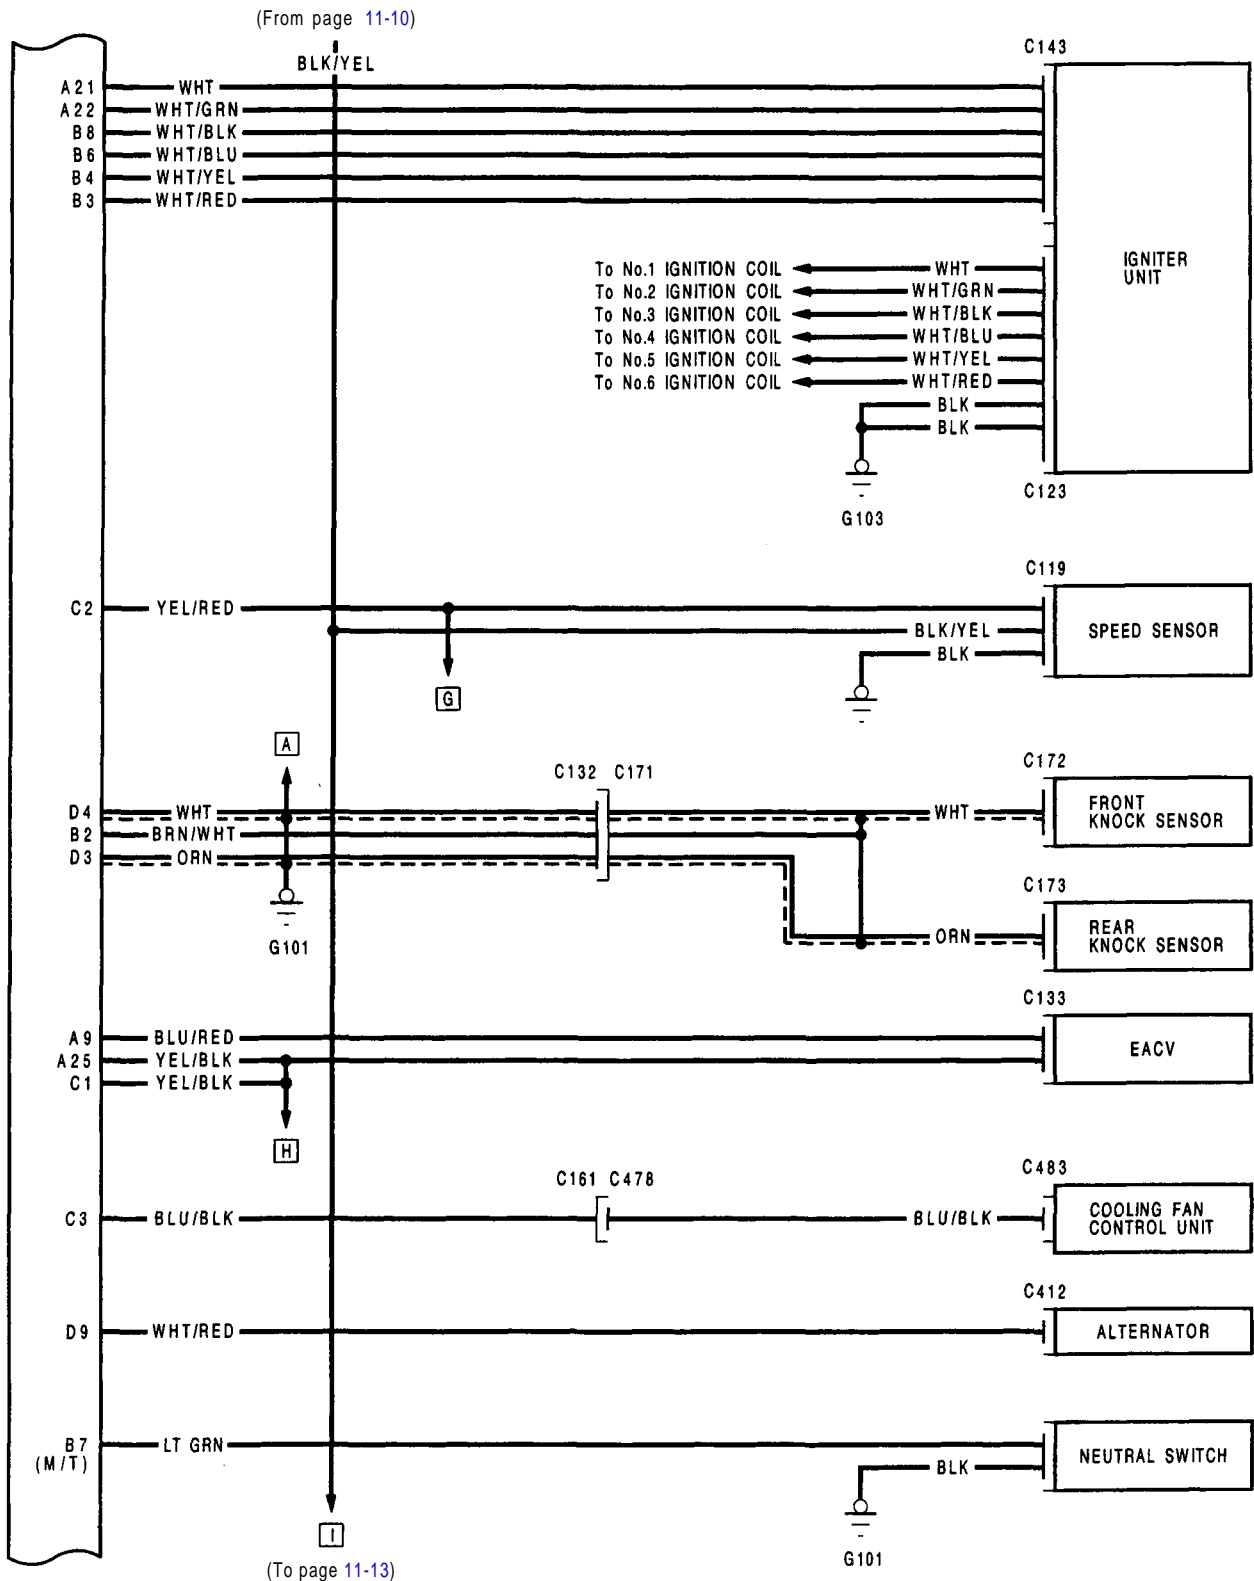 (From page 11-10)
BLK/YEL
C143
A21 WHT
A22 WHT/GRN
B8 WHT/BLK
B6 WHT/BLU
B4 WHT/YEL
B3 WHT/RED
IGNITER
UNIT
To No.1 IGNITION COIL WHT
To No.2 IGNITION COIL WHT/GRN
To No.3 IGNITION COIL WHT/BLK
To No.4 IGNITION COIL WHT/BLU
To No.5 IGNITION COIL WHT/YEL
To No.6 IGNITION COIL WHT/RED
BLK
BLK
C123
G103
C119
C2 YEL/RED
BLK/YEL
SPEED SENSOR
BLK
G
A
C132 C171
C172
D4 WHT WHT
FRONT
KNOCK SENSOR
B2 BRN/WHT
D3 ORN
C173
G101
ORN
REAR
KNOCK SENSOR
C133
A9 BLU/RED
EACV
A25 YEL/BLK
C1 YEL/BLK
H
C161 C478
C483
C3 BLU/BLK BLU/BLK
COOLING FAN
CONTROL UNIT
C412
D9 WHT/RED
ALTERNATOR
B7 LT GRN
(M/T)
NEUTRAL SWITCH
BLK
I
G101
(To page 11-13)